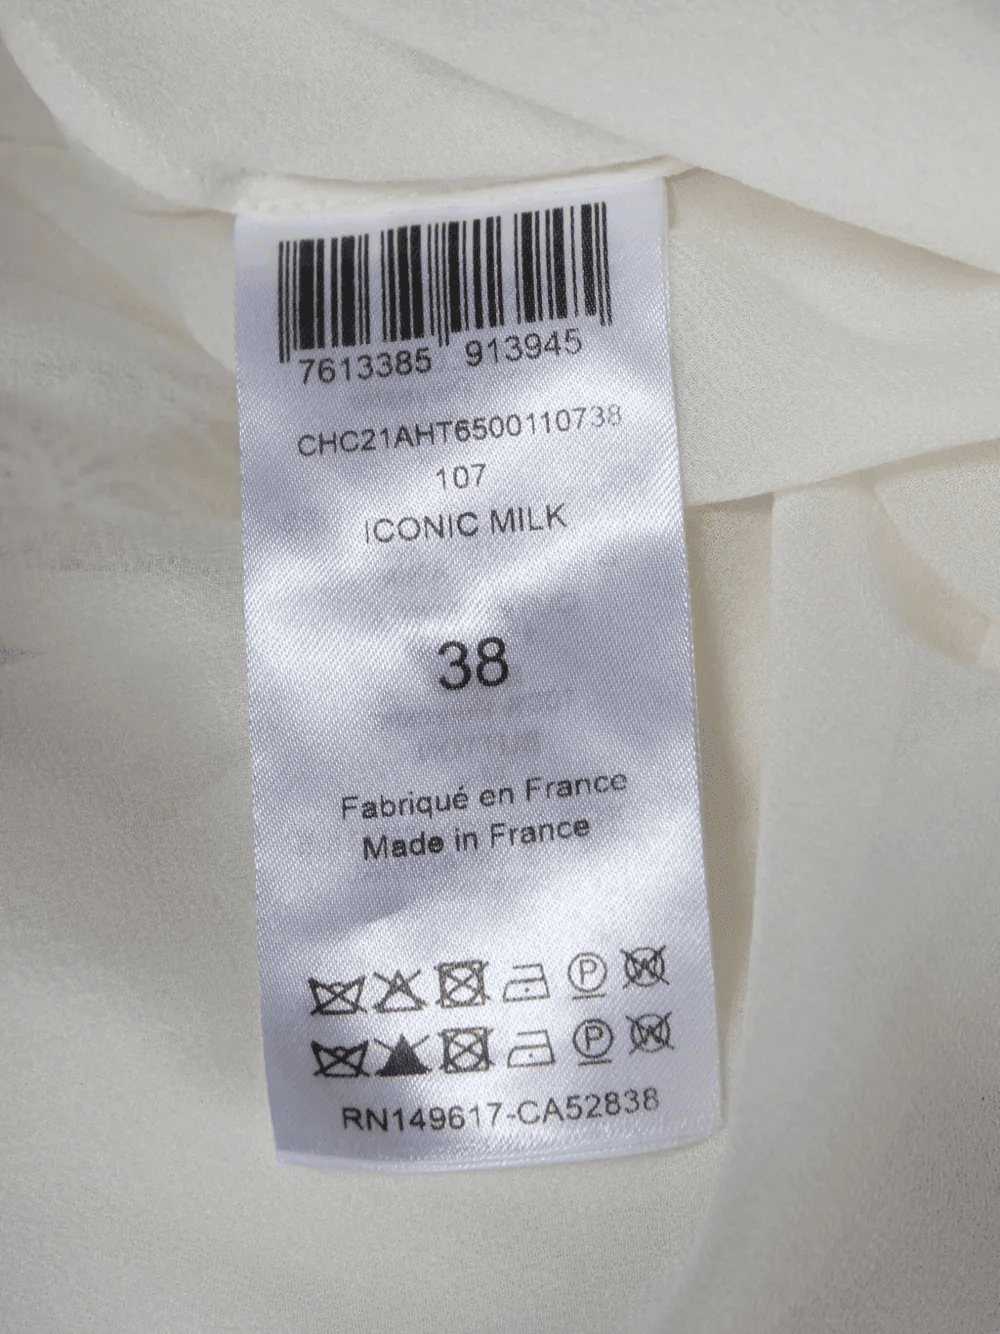 7613385 913945
CHC21AHT6500110738
107
ICONIC MILK
38
Fabriqué en France
Made in France
P
W
P
W
RN149617-CA52838